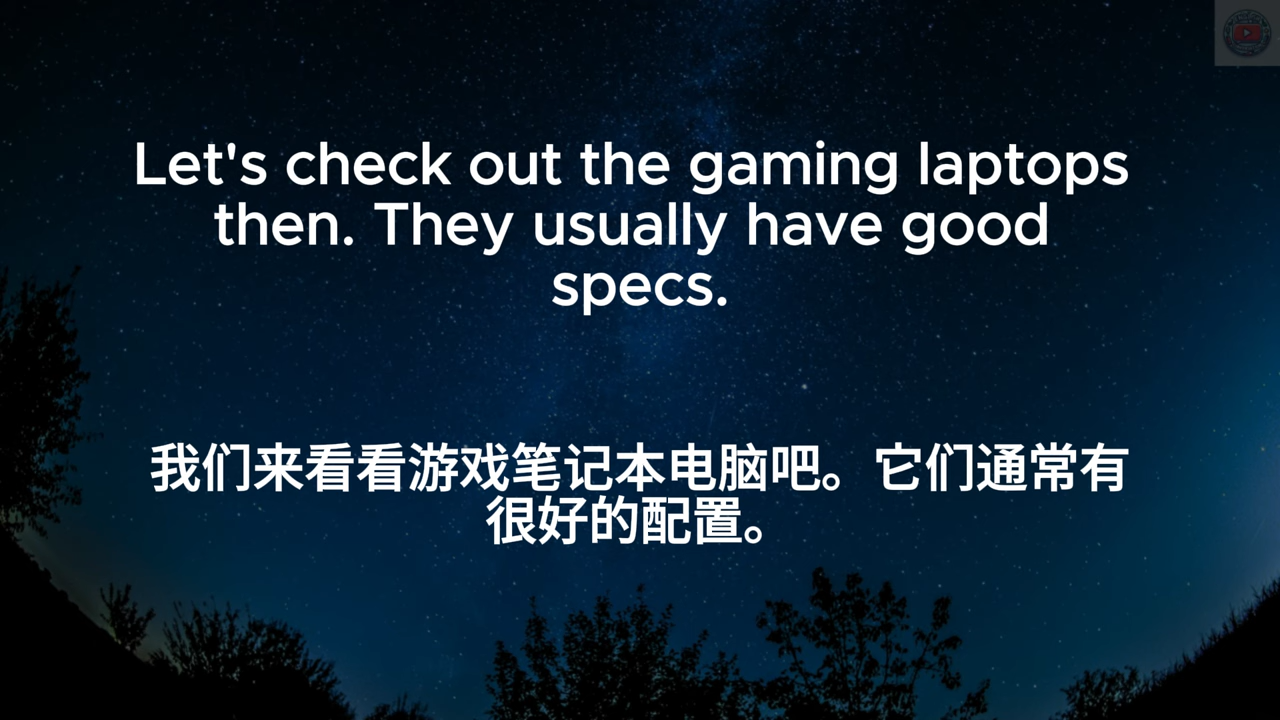 Let's check out the gaming laptops
then. They usually have good
specs.
我们来看看游戏笔记本电脑吧。它们通常有
很好的配置。